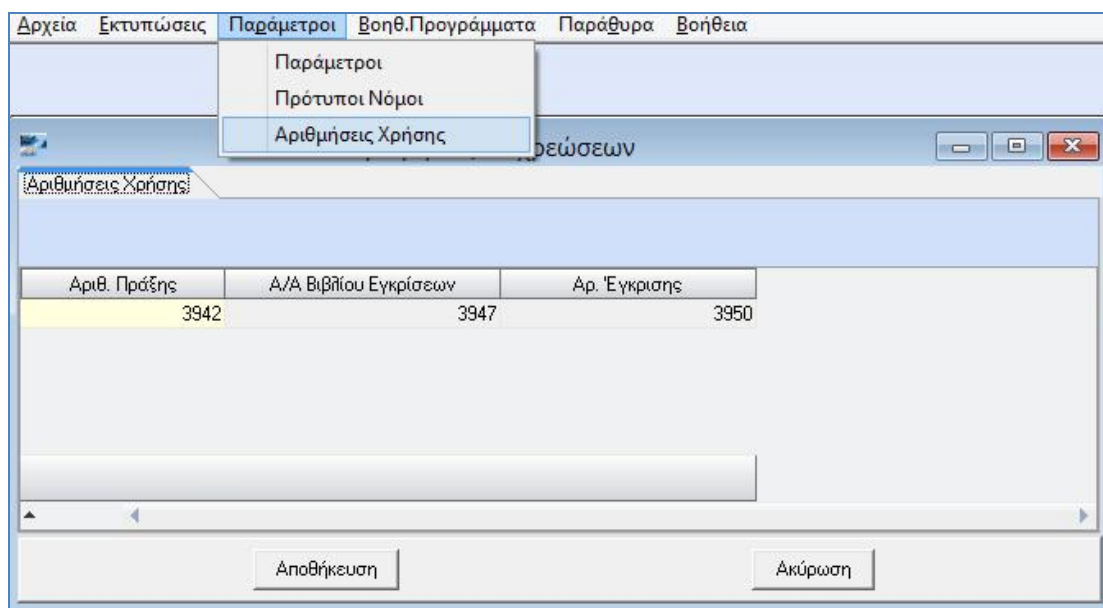 Αρχεία Εκτυπώσεις Παράμετροι Βοηθ.Προγράμματα Παράθυρα Βοήθεια
Παράμετροι
Πρότυποι Νόμοι
Αριθμήσεις Χρήσης
Αριθμήσεις Χρήσης
Αριθ. Πράξης Α/Α Βιβλίου Εγκρίσεων Αρ. Έγκρισης
3942 3947 3950
Αποθήκευση Ακύρωση